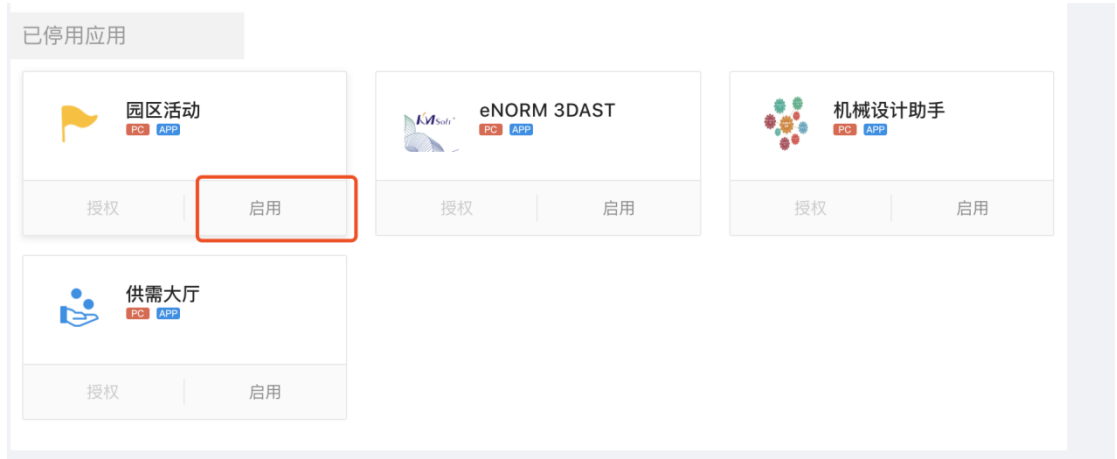 已停用应用
园区活动
PC APP
授权 启用
KMSoft
eNORM 3DAST
PC APP
授权 启用
机械设计助手
PC APP
授权 启用
供需大厅
PC APP
授权 启用